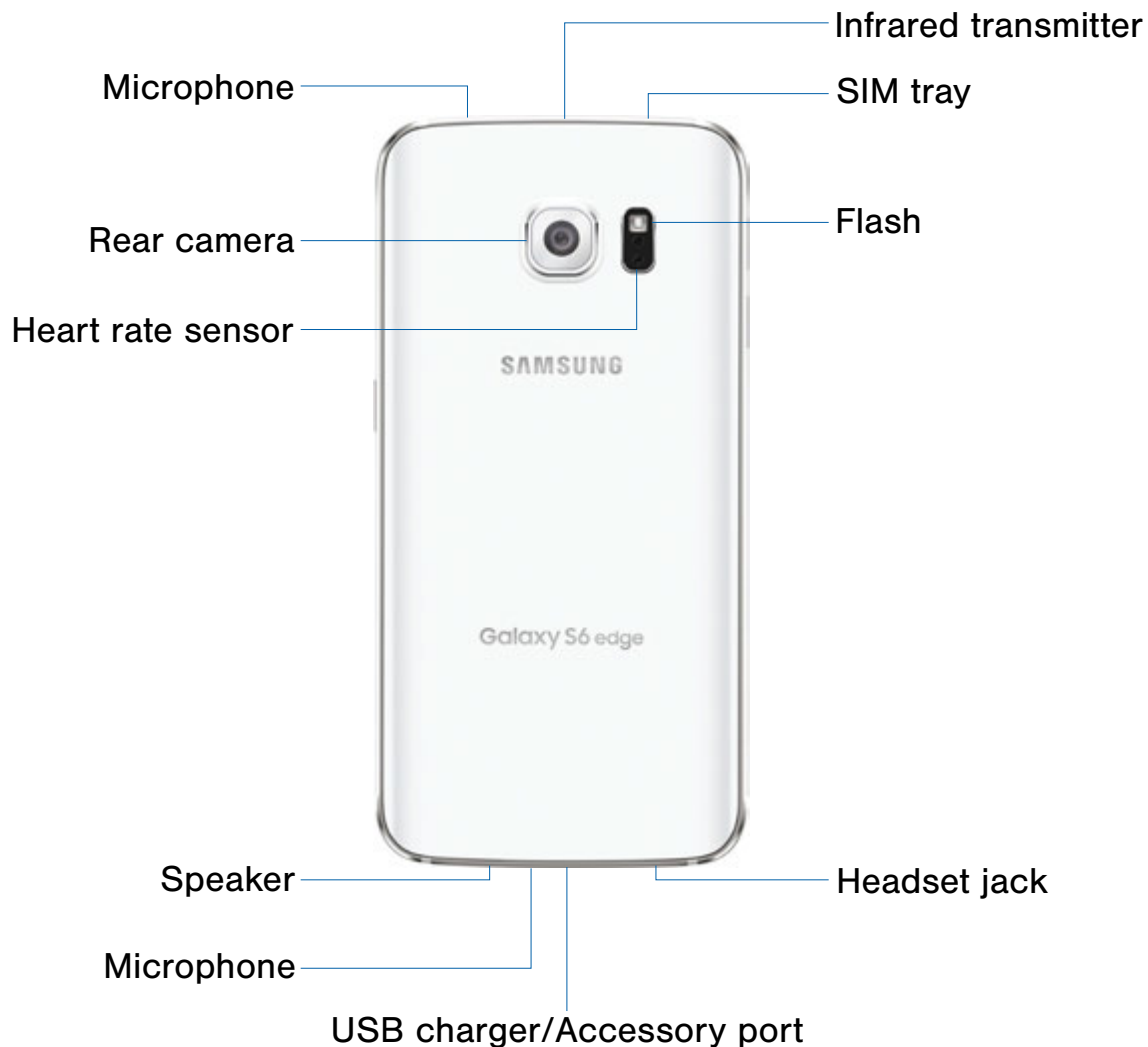 Infrared transmitter
Microphone
SIM tray
Flash
Rear camera
Heart rate sensor
SAMSUNG
Galaxy S6 edge
Speaker
Headset jack
Microphone
USB charger/Accessory port